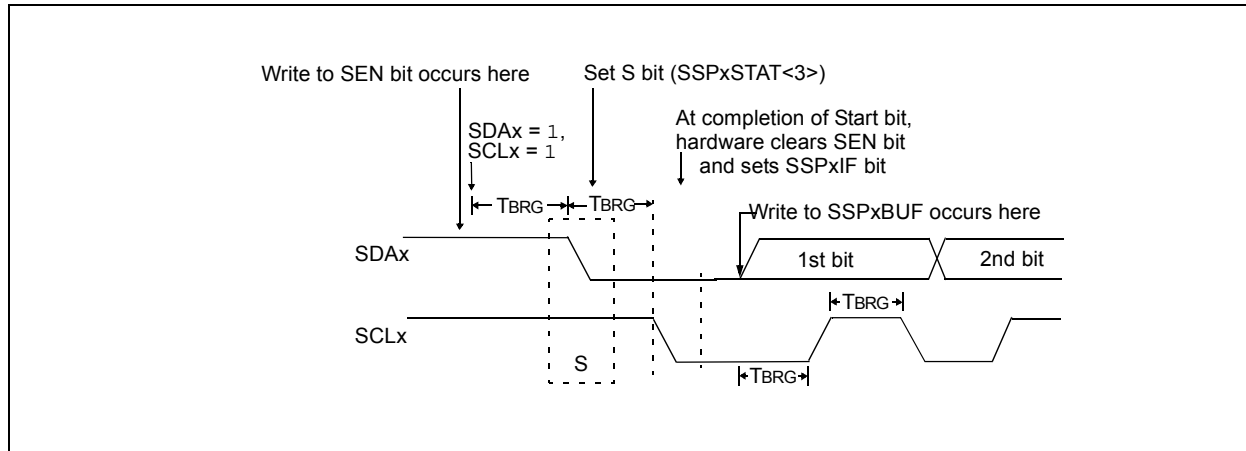 Write to SEN bit occurs here
Set S bit (SSPxSTAT<3>)
SDAx = 1,
SCLx = 1
At completion of Start bit,
hardware clears SEN bit
and sets SSPxIF bit
TBRG
TBRG
Write to SSPxBUF occurs here
SDAx
1st bit
2nd bit
TBRG
SCLx
S
TBRG